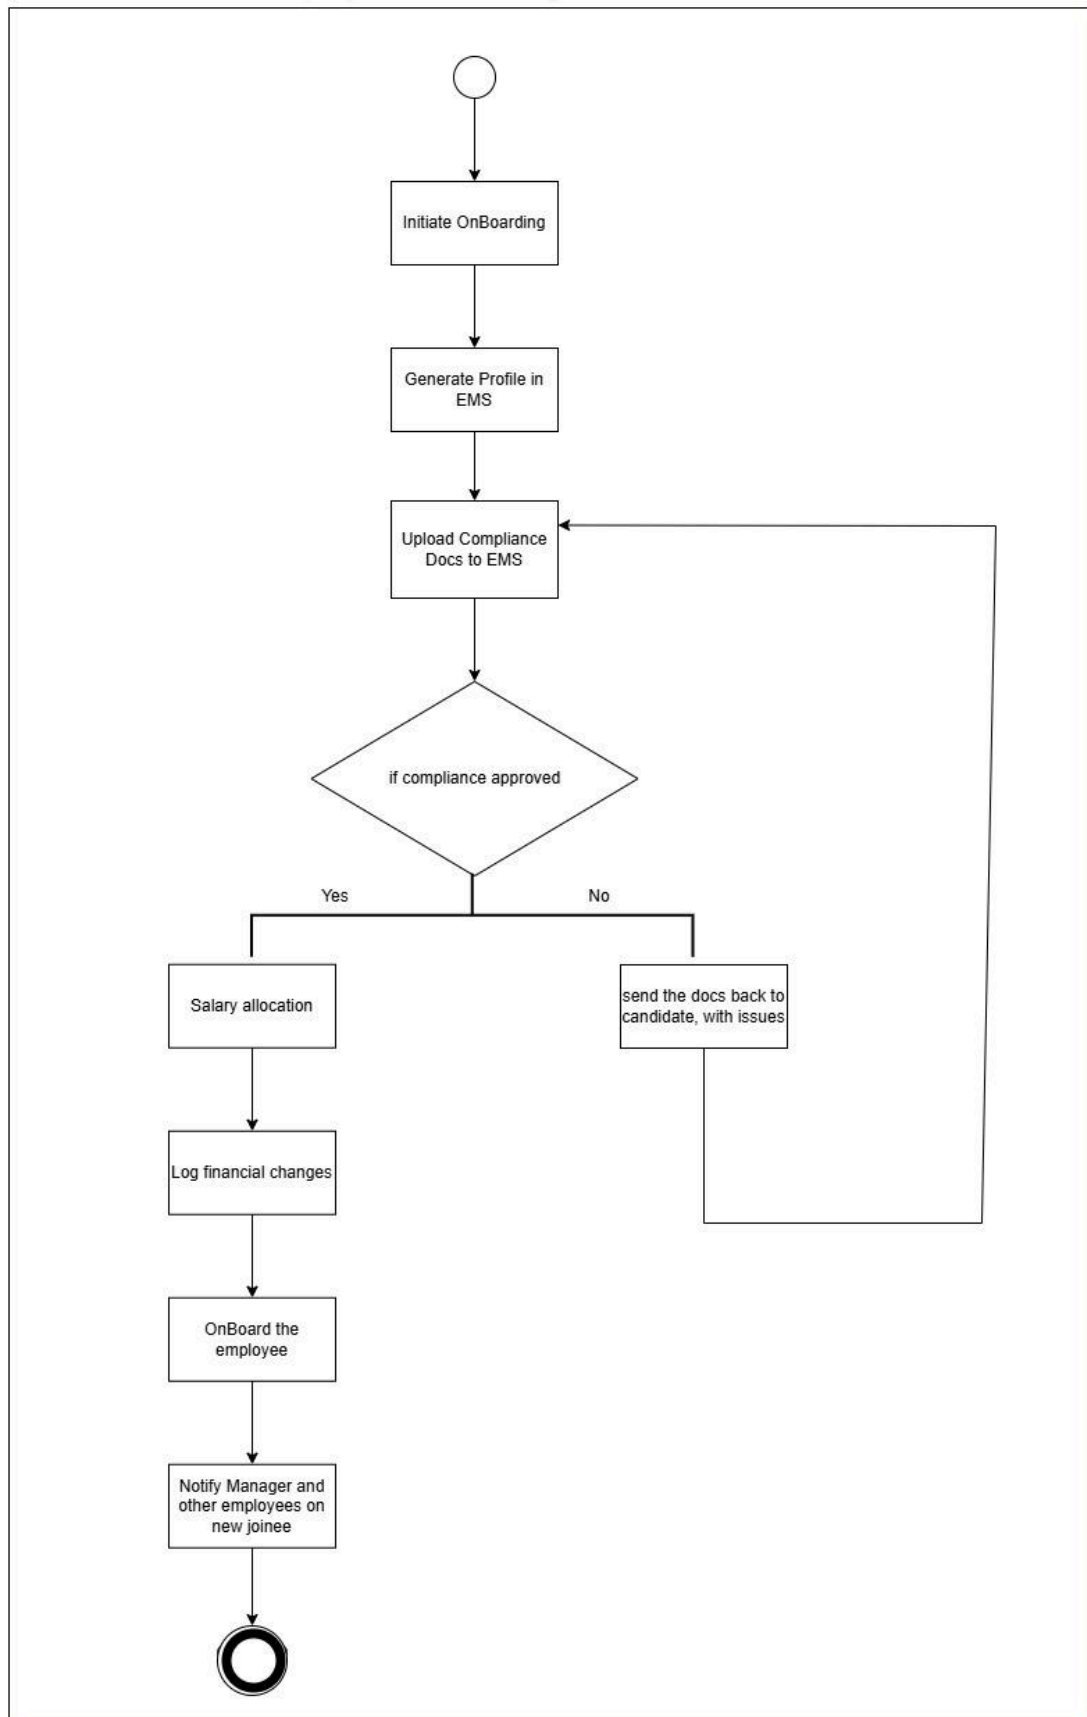 Initiate OnBoarding
Generate Profile in
EMS
Upload Compliance
Docs to EMS
if compliance approved
Yes
No
Salary allocation
send the docs back to
candidate, with issues
Log financial changes
OnBoard the
employee
Notify Manager and
other employees on
new joinee